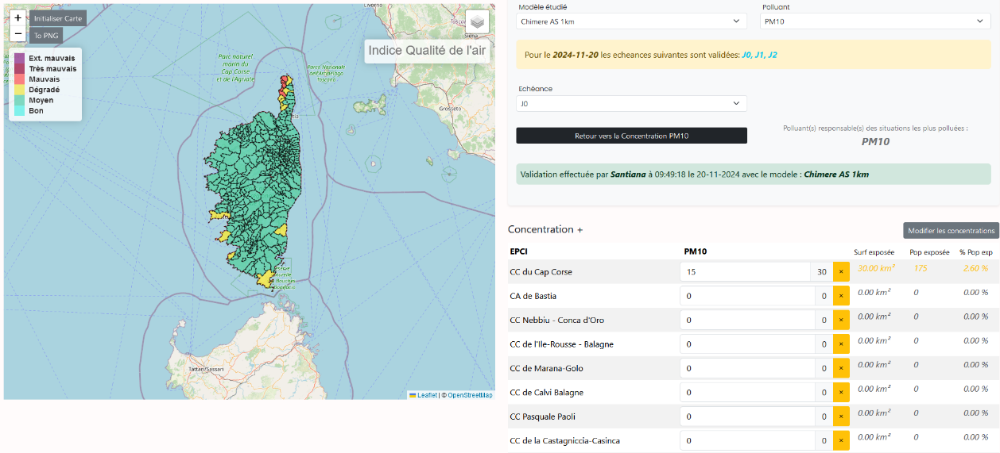 +
−
Initialiser Carte
To PNG
Ext. mauvais
Très mauvais
Mauvais
Dégradé
Moyen
Bon
Livorno
Siena
Indice Qualité de l'air
Parc naturel
marin du
Cap Corse
et de l'Agriate
Parco Nazionale
dell'Arcipelago
Toscano
Grosseto
Bouches
Tattari/Sassari
Leaflet | © OpenStreetMap
Modèle étudié
Polluant
Chimere AS 1km
PM10
Pour le 2024-11-20 les echeances suivantes sont validées: J0, J1, J2
Echéance
J0
Retour vers la Concentration PM10
Polluant(s) responsable(s) des situations les plus polluées :
PM10
Validation effectuée par Santiana à 09:49:18 le 20-11-2024 avec le modele : Chimere AS 1km
Concentration +
Modifier les concentrations
EPCI PM10 Surf exposée Pop exposée % Pop exp
CC du Cap Corse 15 30 × 30.00 km² 175 2.60 %
CA de Bastia 0 0 × 0.00 km² 0 0.00 %
CC Nebbiu - Conca d'Oro 0 0 × 0.00 km² 0 0.00 %
CC de l'Ile-Rousse - Balagne 0 0 × 0.00 km² 0 0.00 %
CC de Marana-Golo 0 0 × 0.00 km² 0 0.00 %
CC de Calvi Balagne 0 0 × 0.00 km² 0 0.00 %
CC Pasquale Paoli 0 0 × 0.00 km² 0 0.00 %
CC de la Castagniccia-Casinca 0 0 × 0.00 km² 0 0.00 %